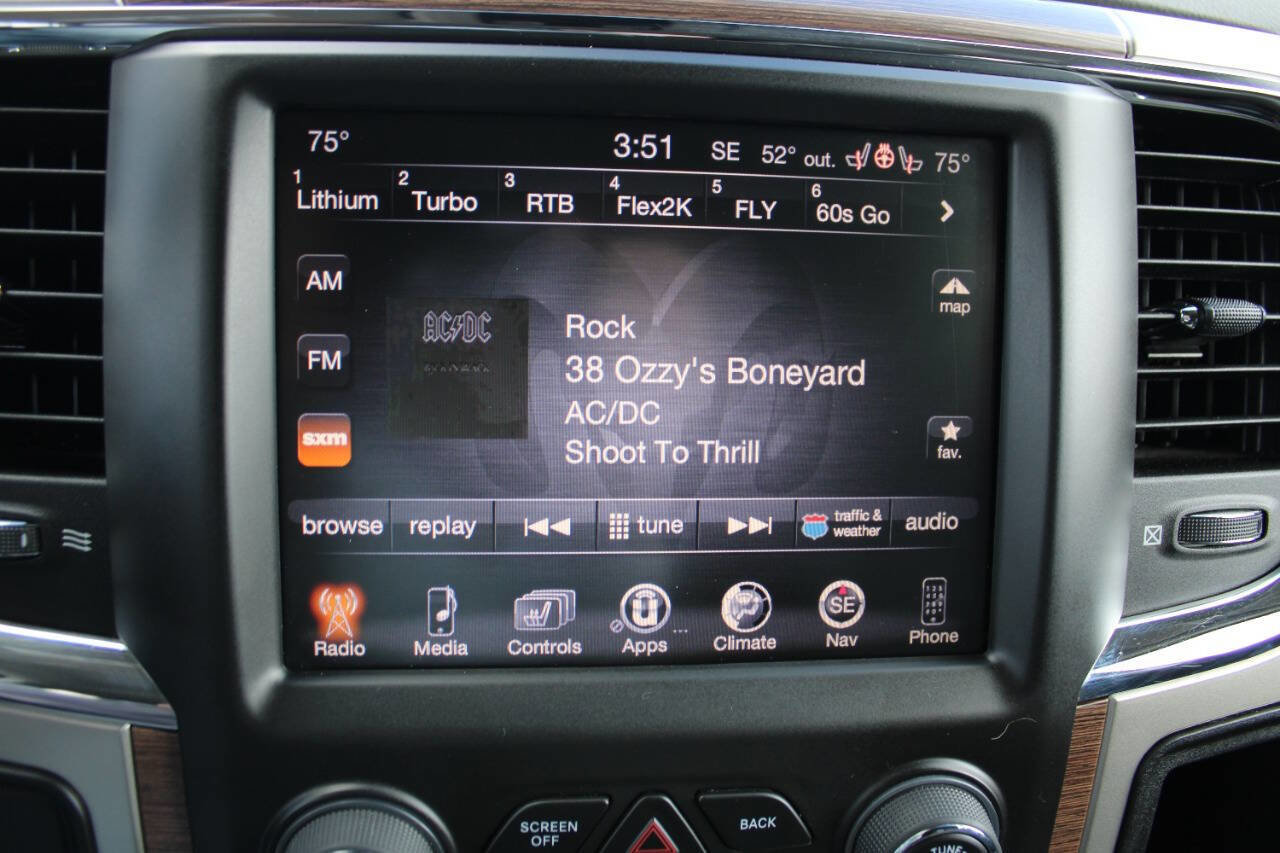 75° 3:51 SE 52° out. 75°
1 Lithium 2 Turbo 3 RTB 4 Flex2K 5 FLY 6 60s Go
AM
map
AC/DC
Rock
FM
38 Ozzy's Boneyard
AC/DC
sxm
fav.
Shoot To Thrill
browse replay tune traffic & weather audio
SE
Radio Media Controls Apps ... Climate Nav Phone
SCREEN OFF
BACK
TUNE